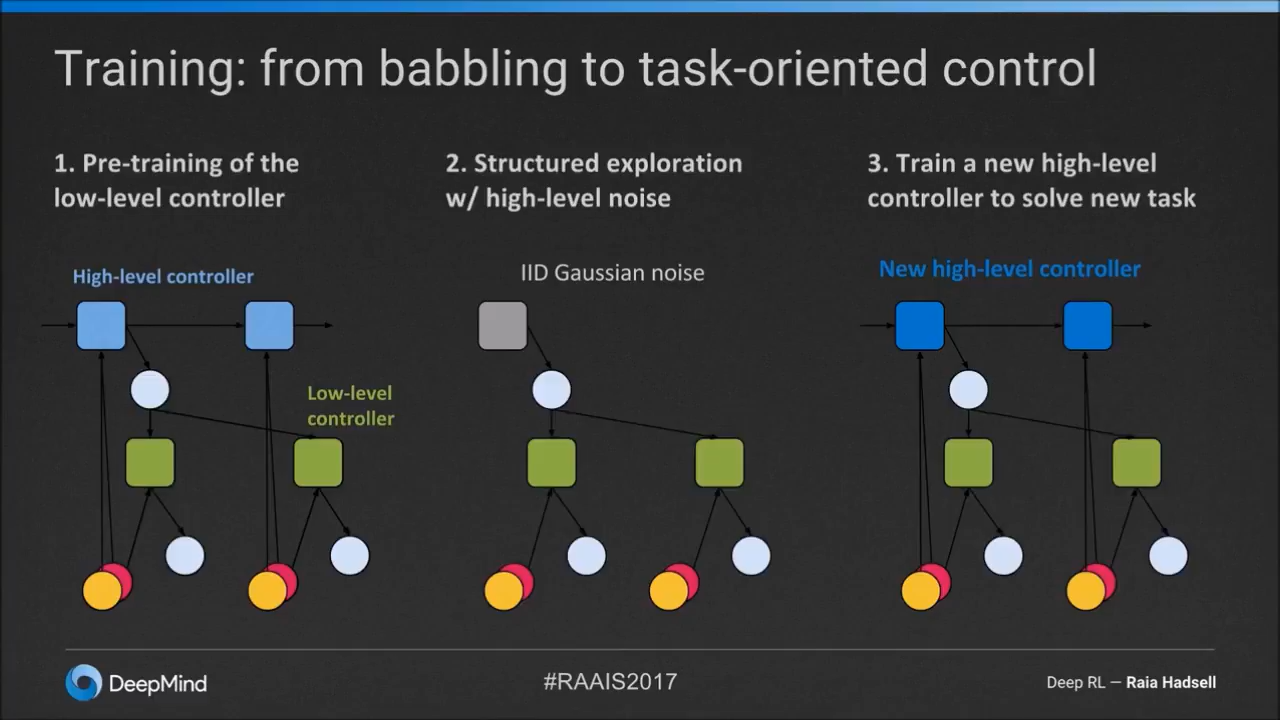 Training: from babbling to task-oriented control
1. Pre-training of the
low-level controller
2. Structured exploration
w/ high-level noise
3. Train a new high-level
controller to solve new task
High-level controller
IID Gaussian noise
New high-level controller
Low-level
controller
DeepMind
#RAAIS2017
Deep RL — Raia Hadsell